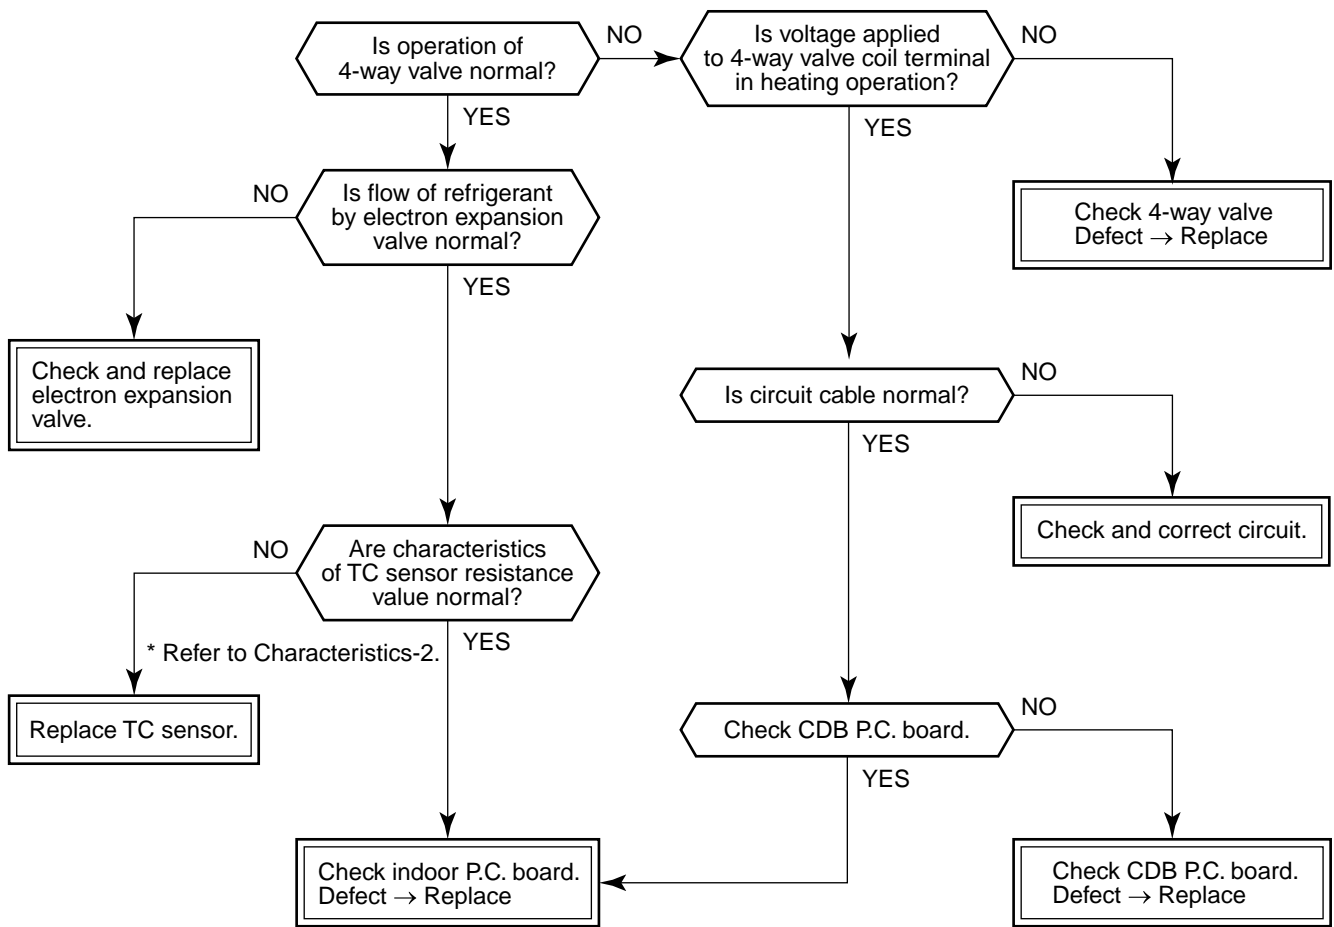 Is operation of
4-way valve normal?
NO
Is voltage applied
to 4-way valve coil terminal
in heating operation?
NO
YES
YES
NO
Is flow of refrigerant
by electron expansion
valve normal?
Check 4-way valve
Defect → Replace
YES
Check and replace
electron expansion
valve.
Is circuit cable normal?
NO
YES
Check and correct circuit.
NO
Are characteristics
of TC sensor resistance
value normal?
YES
* Refer to Characteristics-2.
Replace TC sensor.
Check CDB P.C. board.
NO
YES
Check indoor P.C. board.
Defect → Replace
Check CDB P.C. board.
Defect → Replace